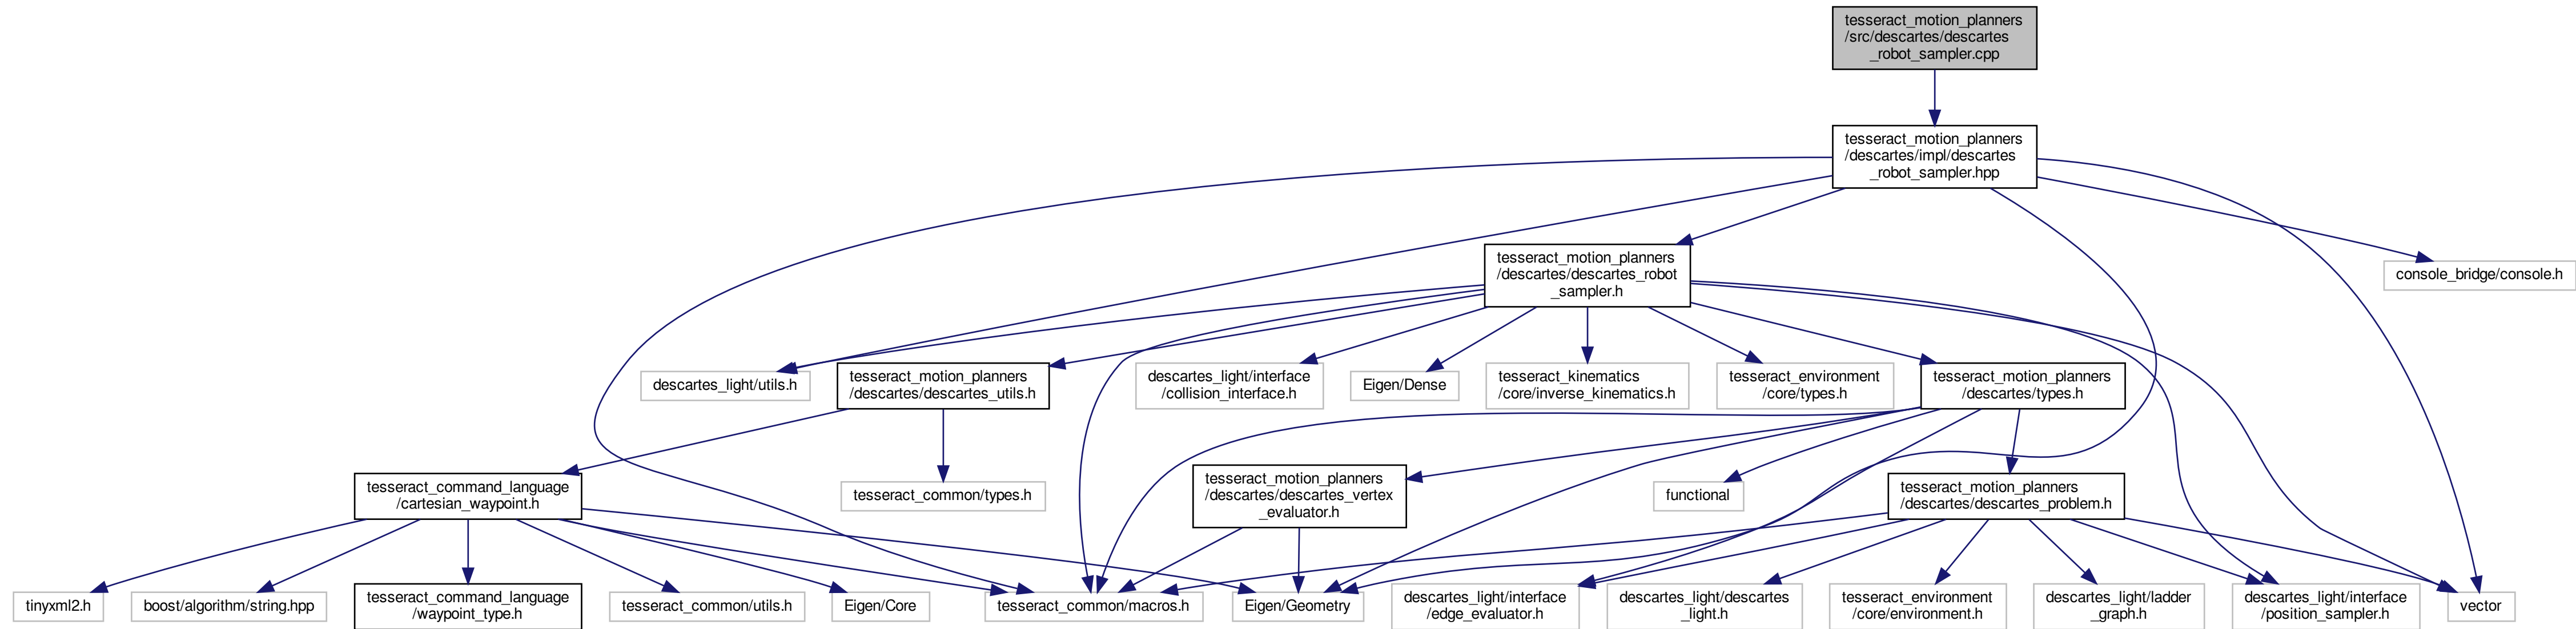 tesseract_motion_planners
/src/descartes/descartes
_robot_sampler.cpp
tesseract_motion_planners
/descartes/impl/descartes
_robot_sampler.hpp
tesseract_motion_planners
/descartes/descartes_robot
_sampler.h
console_bridge/console.h
descartes_light/utils.h
tesseract_motion_planners
/descartes/descartes_utils.h
descartes_light/interface
/collision_interface.h
Eigen/Dense
tesseract_kinematics
/core/inverse_kinematics.h
tesseract_environment
/core/types.h
tesseract_motion_planners
/descartes/types.h
tesseract_command_language
/cartesian_waypoint.h
tesseract_common/types.h
tesseract_motion_planners
/descartes/descartes_vertex
_evaluator.h
functional
tesseract_motion_planners
/descartes/descartes_problem.h
tinyxml2.h
boost/algorithm/string.hpp
tesseract_command_language
/waypoint_type.h
tesseract_common/utils.h
Eigen/Core
tesseract_common/macros.h
Eigen/Geometry
descartes_light/interface
/edge_evaluator.h
descartes_light/descartes
_light.h
tesseract_environment
/core/environment.h
descartes_light/ladder
_graph.h
descartes_light/interface
/position_sampler.h
vector